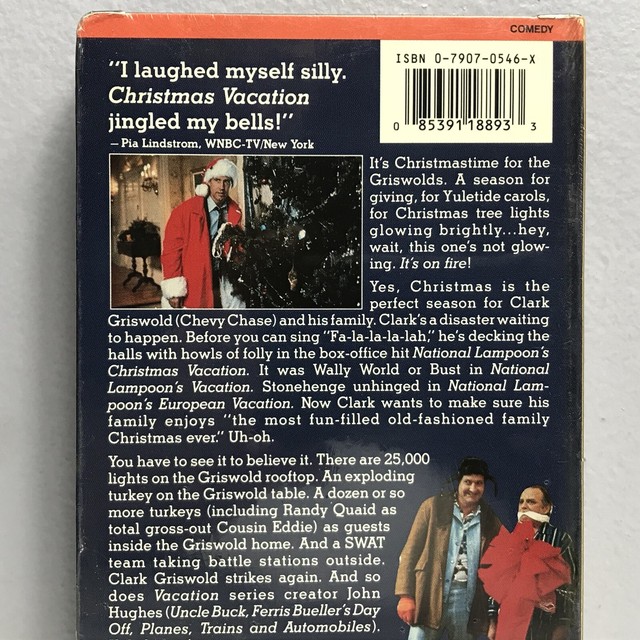 COMEDY
"I laughed myself silly.
Christmas Vacation
jingled my bells!"
— Pia Lindstrom, WNBC-TV/New York
ISBN 0-7907-0546-X
0 85391 18893 3
It's Christmastime for the
Griswolds. A season for
giving, for Yuletide carols,
for Christmas tree lights
glowing brightly...hey,
wait, this one's not glow-
ing. It's on fire!
Yes, Christmas is the
perfect season for Clark
Griswold (Chevy Chase) and his family. Clark's a disaster waiting
to happen. Before you can sing "Fa-la-la-la-lah," he's decking the
halls with howls of folly in the box-office hit National Lampoon's
Christmas Vacation. It was Wally World or Bust in National
Lampoon's Vacation. Stonehenge unhinged in National Lam-
poon's European Vacation. Now Clark wants to make sure his
family enjoys "the most fun-filled old-fashioned family
Christmas ever." Uh-oh.
You have to see it to believe it. There are 25,000
lights on the Griswold rooftop. An exploding
turkey on the Griswold table. A dozen or so
more turkeys (including Randy Quaid as
total gross-out Cousin Eddie) as guests
inside the Griswold home. And a SWAT
team taking battle stations outside.
Clark Griswold strikes again. And so
does Vacation series creator John
Hughes (Uncle Buck, Ferris Bueller's Day
Off, Planes, Trains and Automobiles).